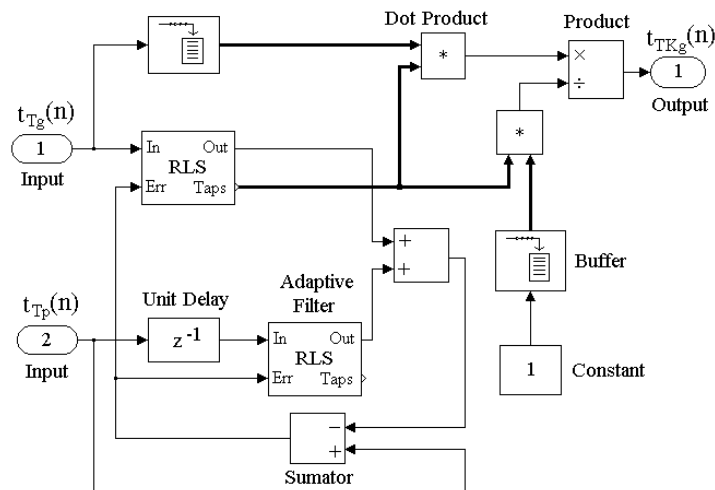 Dot Product
Product
t_Tg(n)
1
Input
In
Out
RLS
Err
Taps
*
*
×
÷
t_TKg(n)
1
Output
+
+
Buffer
1
Constant
t_Tp(n)
2
Input
Unit Delay
z⁻¹
Adaptive
Filter
In
Out
RLS
Err
Taps
−
+
Sumator